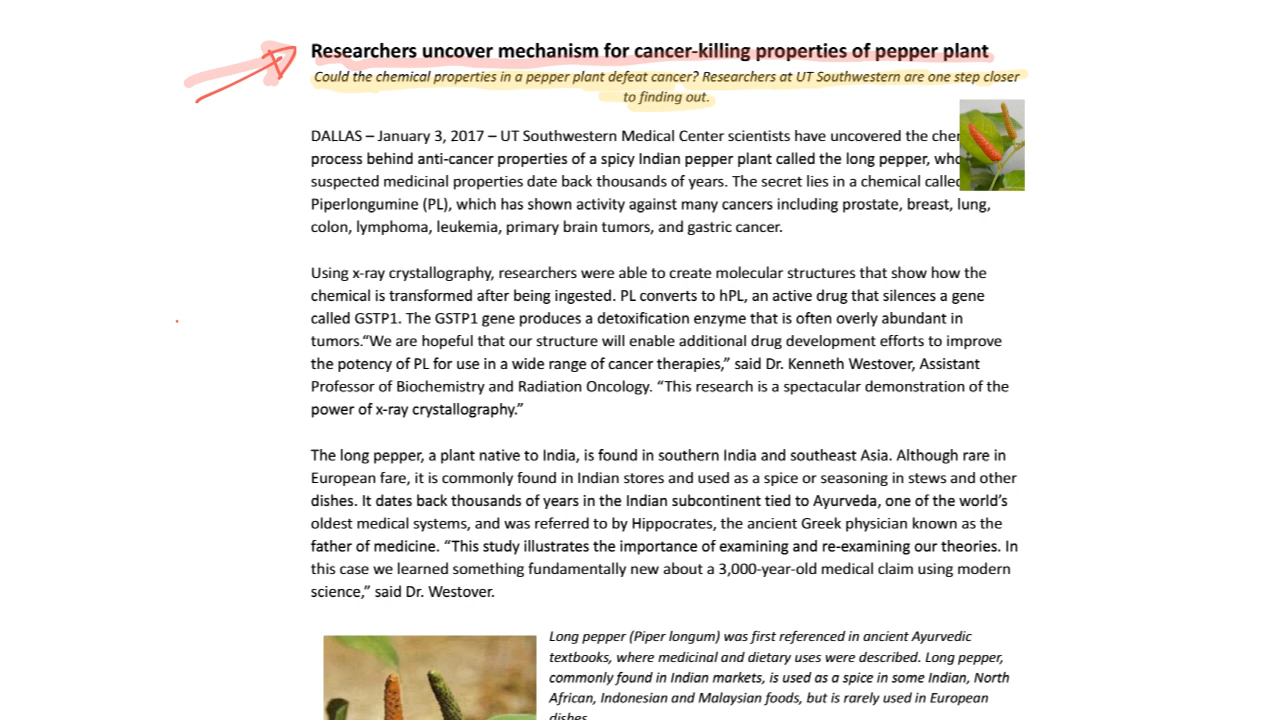 Researchers uncover mechanism for cancer-killing properties of pepper plant
Could the chemical properties in a pepper plant defeat cancer? Researchers at UT Southwestern are one step closer
to finding out.
DALLAS – January 3, 2017 – UT Southwestern Medical Center scientists have uncovered the
process behind anti-cancer properties of a spicy Indian pepper plant called the long pepper,
suspected medicinal properties date back thousands of years. The secret lies in a chemical called
Piperlongumine (PL), which has shown activity against many cancers including prostate, breast, lung,
colon, lymphoma, leukemia, primary brain tumors, and gastric cancer.
Using x-ray crystallography, researchers were able to create molecular structures that show how the
chemical is transformed after being ingested. PL converts to hPL, an active drug that silences a gene
called GSTP1. The GSTP1 gene produces a detoxification enzyme that is often overly abundant in
tumors.“We are hopeful that our structure will enable additional drug development efforts to improve
the potency of PL for use in a wide range of cancer therapies,” said Dr. Kenneth Westover, Assistant
Professor of Biochemistry and Radiation Oncology. “This research is a spectacular demonstration of the
power of x-ray crystallography.”
The long pepper, a plant native to India, is found in southern India and southeast Asia. Although rare in
European fare, it is commonly found in Indian stores and used as a spice or seasoning in stews and other
dishes. It dates back thousands of years in the Indian subcontinent tied to Ayurveda, one of the world’s
oldest medical systems, and was referred to by Hippocrates, the ancient Greek physician known as the
father of medicine. “This study illustrates the importance of examining and re-examining our theories. In
this case we learned something fundamentally new about a 3,000-year-old medical claim using modern
science,” said Dr. Westover.
Long pepper (Piper longum) was first referenced in ancient Ayurvedic
textbooks, where medicinal and dietary uses were described. Long pepper,
commonly found in Indian markets, is used as a spice in some Indian, North
African, Indonesian and Malaysian foods, but is rarely used in European
dishes